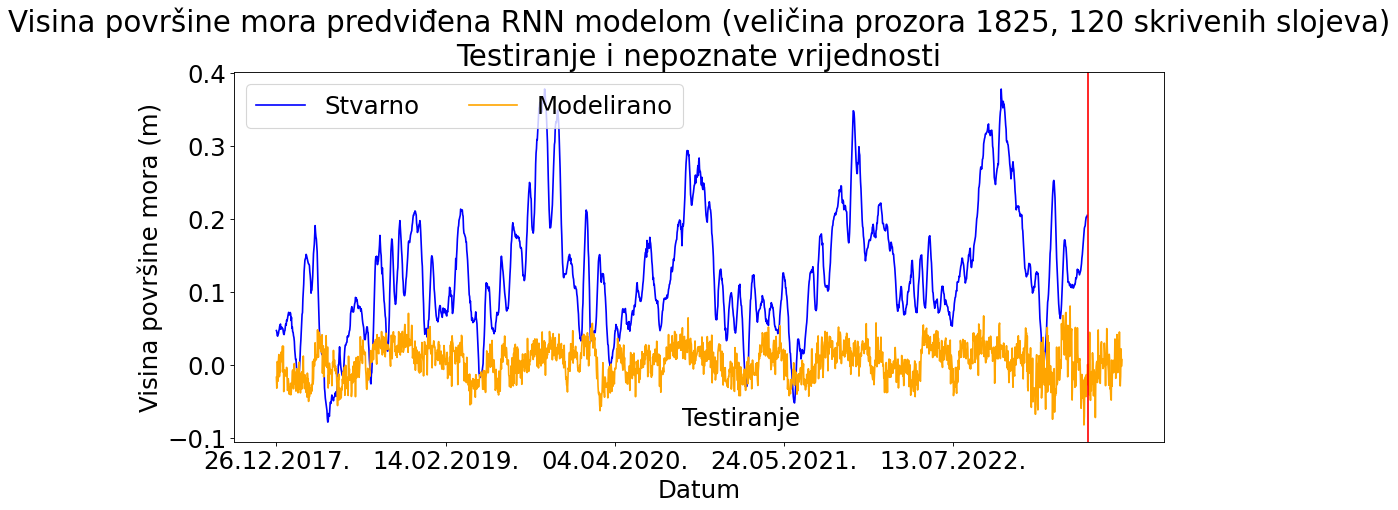 Visina površine mora predviđena RNN modelom (veličina prozora 1825, 120 skrivenih slojeva)
Testiranje i nepoznate vrijednosti
Stvarno Modelirano
Visina površine mora (m)
0.4
0.3
0.2
0.1
0.0
−0.1
Testiranje
26.12.2017. 14.02.2019. 04.04.2020. 24.05.2021. 13.07.2022.
Datum